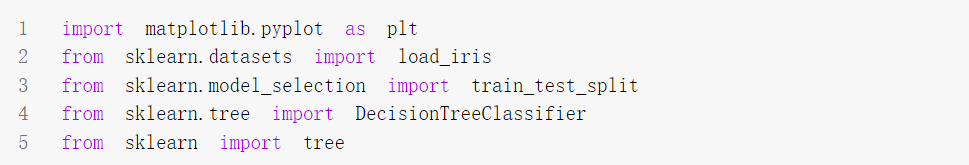 1 import matplotlib.pyplot as plt
2 from sklearn.datasets import load_iris
3 from sklearn.model_selection import train_test_split
4 from sklearn.tree import DecisionTreeClassifier
5 from sklearn import tree